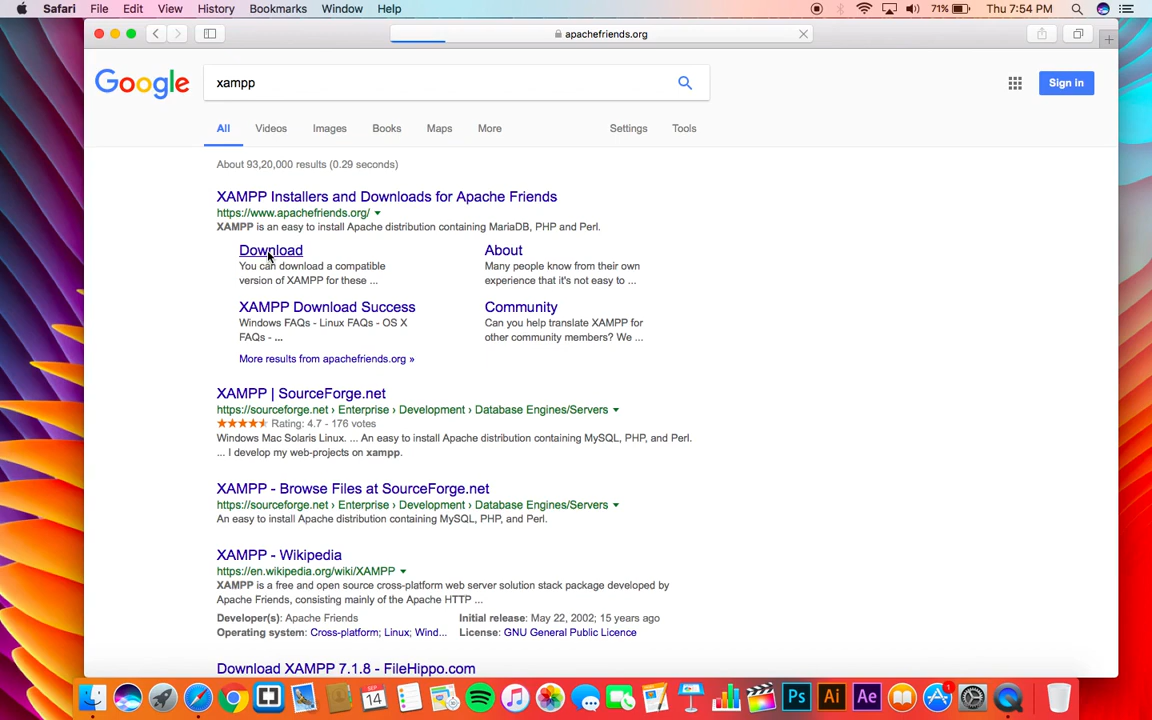 Safari File Edit View History Bookmarks Window Help 71% Thu 7:54 PM
apachefriends.org
Google xampp Sign in
All Videos Images Books Maps More Settings Tools
About 93,20,000 results (0.29 seconds)
XAMPP Installers and Downloads for Apache Friends
https://www.apachefriends.org/
XAMPP is an easy to install Apache distribution containing MariaDB, PHP and Perl.
Download
You can download a compatible
version of XAMPP for these ...
About
Many people know from their own
experience that it's not easy to ...
XAMPP Download Success
Windows FAQs - Linux FAQs - OS X
FAQs - ...
Community
Can you help translate XAMPP for
other community members? We ...
More results from apachefriends.org »
XAMPP | SourceForge.net
https://sourceforge.net › Enterprise › Development › Database Engines/Servers
Rating: 4.7 - 176 votes
Windows Mac Solaris Linux. ... An easy to install Apache distribution containing MySQL, PHP, and Perl.
... I develop my web-projects on xampp.
XAMPP - Browse Files at SourceForge.net
https://sourceforge.net › Enterprise › Development › Database Engines/Servers
An easy to install Apache distribution containing MySQL, PHP, and Perl.
XAMPP - Wikipedia
https://en.wikipedia.org/wiki/XAMPP
XAMPP is a free and open source cross-platform web server solution stack package developed by
Apache Friends, consisting mainly of the Apache HTTP ...
Developer(s): Apache Friends Initial release: May 22, 2002; 15 years ago
Operating system: Cross-platform; Linux; Wind... License: GNU General Public Licence
Download XAMPP 7.1.8 - FileHippo.com
SEP
14
Ps Ai Ae 1